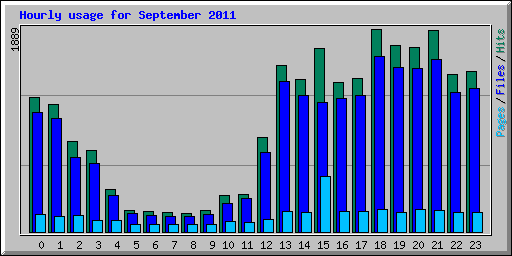 Hourly usage for September 2011
1889
Pages / Files / Hits
0 1 2 3 4 5 6 7 8 9 10 11 12 13 14 15 16 17 18 19 20 21 22 23